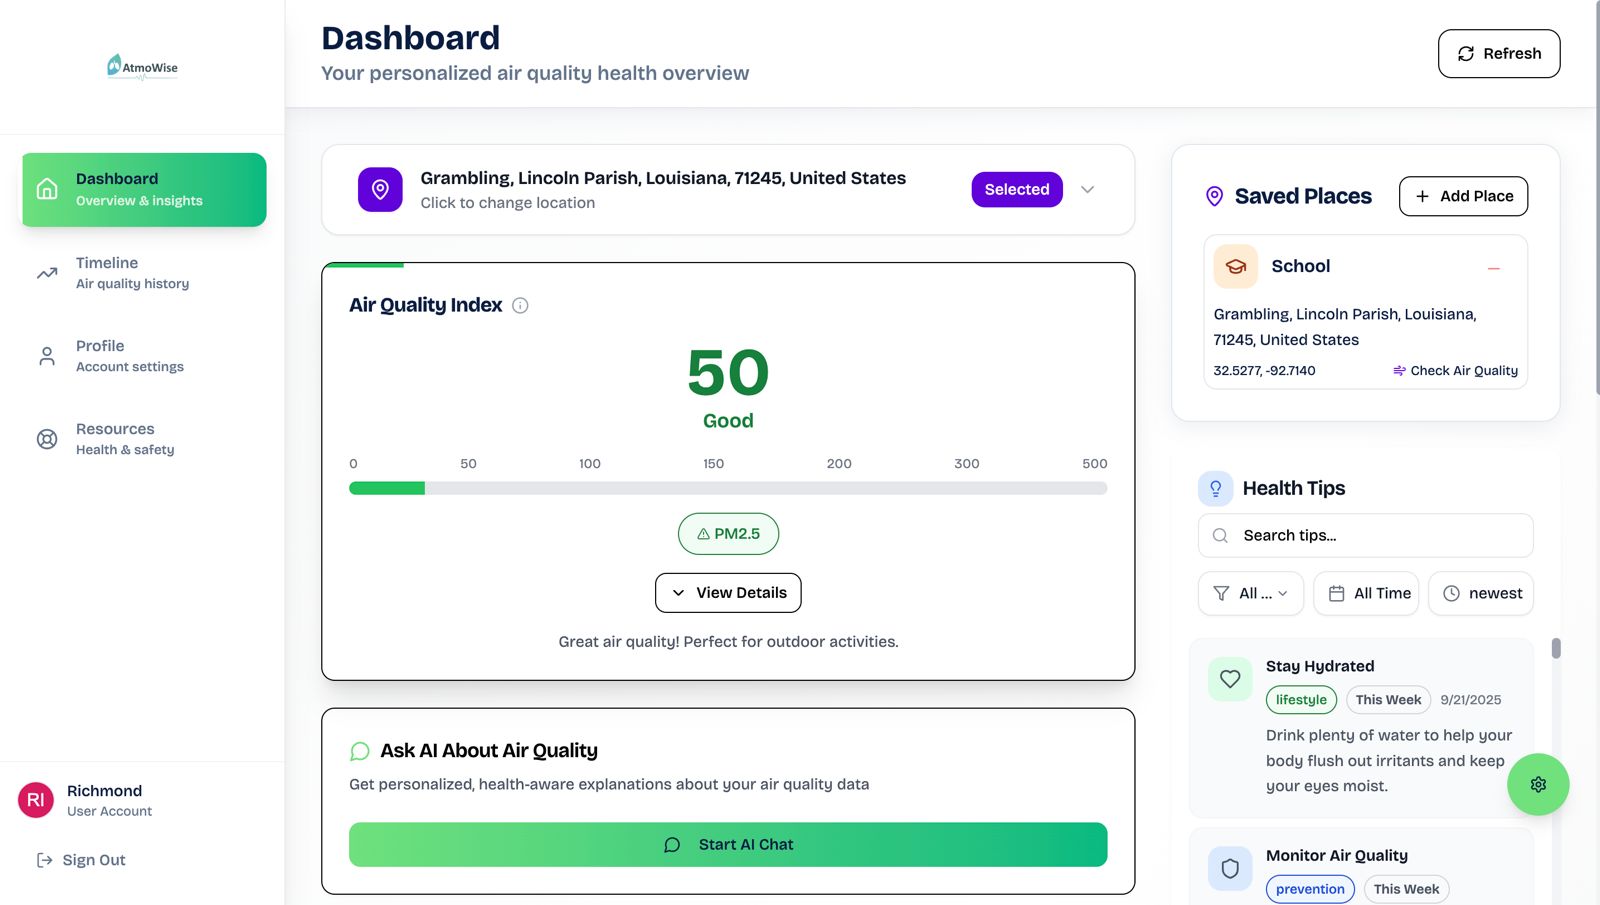 AtmoWise
Dashboard
Overview & insights
Timeline
Air quality history
Profile
Account settings
Resources
Health & safety
RI
Richmond
User Account
Sign Out
Dashboard
Your personalized air quality health overview
Refresh
Grambling, Lincoln Parish, Louisiana, 71245, United States
Click to change location
Selected
Air Quality Index
50
Good
0 50 100 150 200 300 500
PM2.5
View Details
Great air quality! Perfect for outdoor activities.
Ask AI About Air Quality
Get personalized, health-aware explanations about your air quality data
Start AI Chat
Saved Places
Add Place
School
Grambling, Lincoln Parish, Louisiana,
71245, United States
32.5277, -92.7140
Check Air Quality
Health Tips
Search tips...
All ...
All Time
newest
Stay Hydrated
lifestyle
This Week
9/21/2025
Drink plenty of water to help your
body flush out irritants and keep
your eyes moist.
Monitor Air Quality
prevention
This Week